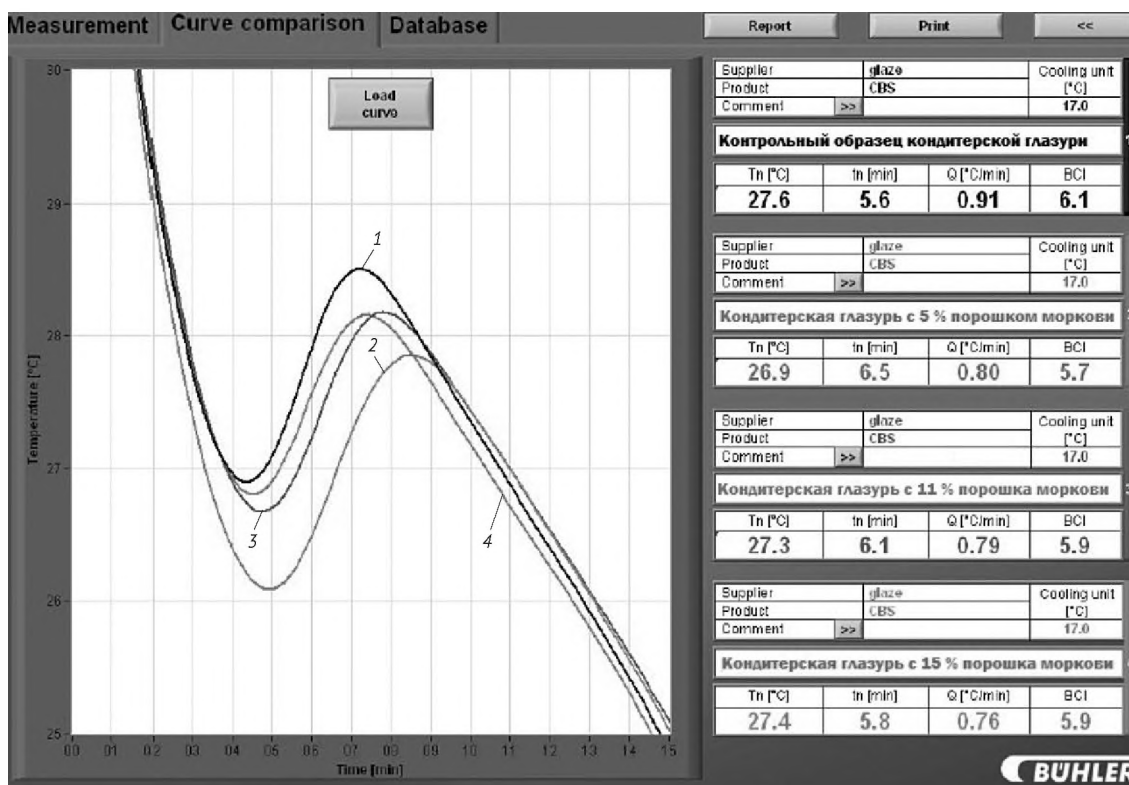 Measurement Curve comparison Database
Report Print <<
Load
curve
30
29
28
27
26
25
Temperature [°C]
00 01 02 03 04 05 06 07 08 09 10 11 12 13 14 15
Time [min]
1
2
3
4
Supplier glaze Cooling unit
Product CBS [°C]
Comment >> 17.0
Контрольный образец кондитерской глазури
Tn [°C] tn [min] Q [°C/min] BCI
27.6 5.6 0.91 6.1
Supplier glaze Cooling unit
Product CBS [°C]
Comment >> 17.0
Кондитерская глазурь с 5 % порошком моркови
Tn [°C] tn [min] Q [°C/min] BCI
26.9 6.5 0.80 5.7
Supplier glaze Cooling unit
Product CBS [°C]
Comment >> 17.0
Кондитерская глазурь с 11 % порошка моркови
Tn [°C] tn [min] Q [°C/min] BCI
27.3 6.1 0.79 5.9
Supplier glaze Cooling unit
Product CBS [°C]
Comment >> 17.0
Кондитерская глазурь с 15 % порошка моркови
Tn [°C] tn [min] Q [°C/min] BCI
27.4 5.8 0.76 5.9
BÜHLER